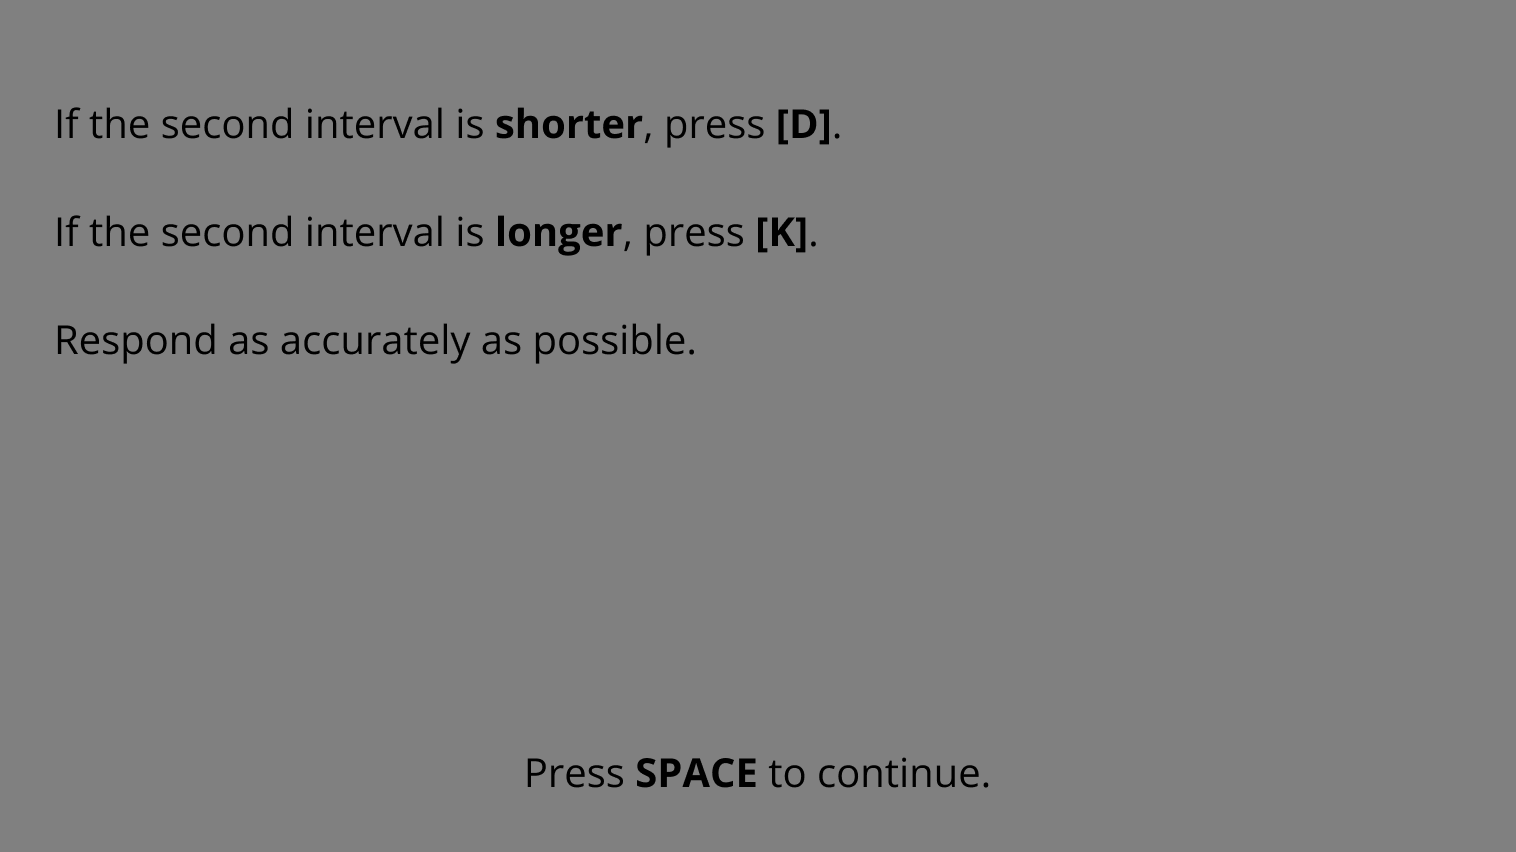 If the second interval is shorter, press [D].
If the second interval is longer, press [K].
Respond as accurately as possible.
Press SPACE to continue.